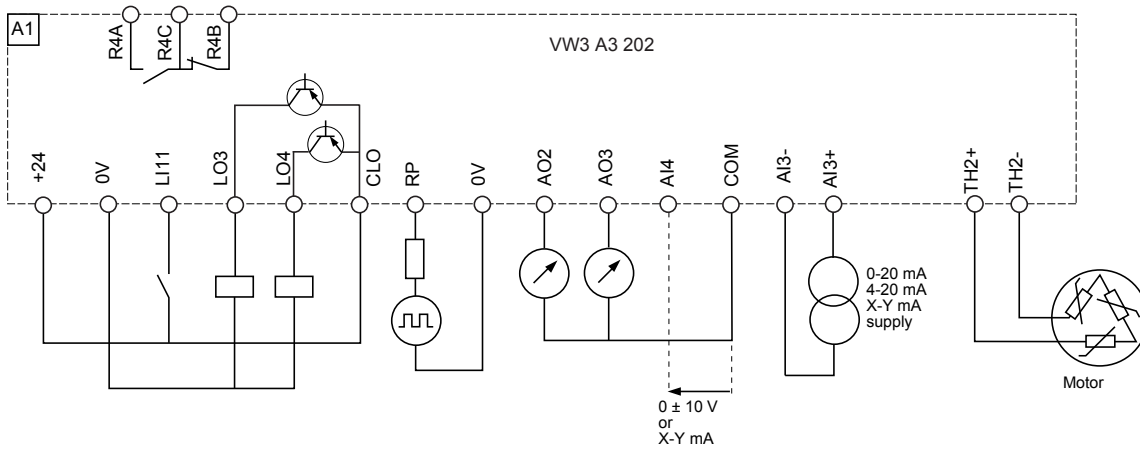 A1
R4A
R4C
R4B
VW3 A3 202
+24
0V
LI11
LO3
LO4
CLO
RP
0V
AO2
AO3
AI4
COM
AI3-
AI3+
TH2+
TH2-
0-20 mA
4-20 mA
X-Y mA
supply
Motor
0 ± 10 V
or
X-Y mA